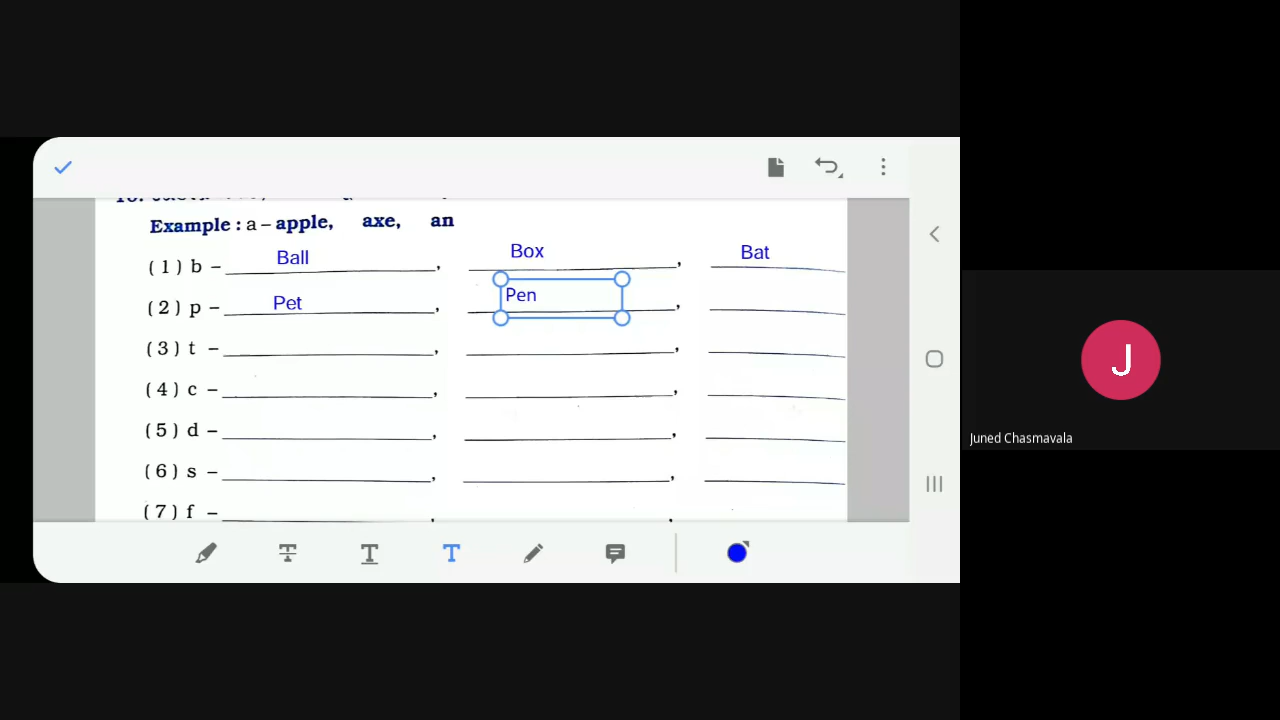 Example : a – apple, axe, an
(1) b – Ball, Box, Bat
(2) p – Pet, Pen,
(3) t – , ,
(4) c – , ,
(5) d – , ,
(6) s – , ,
(7) f – , ,
J
Juned Chasmavala